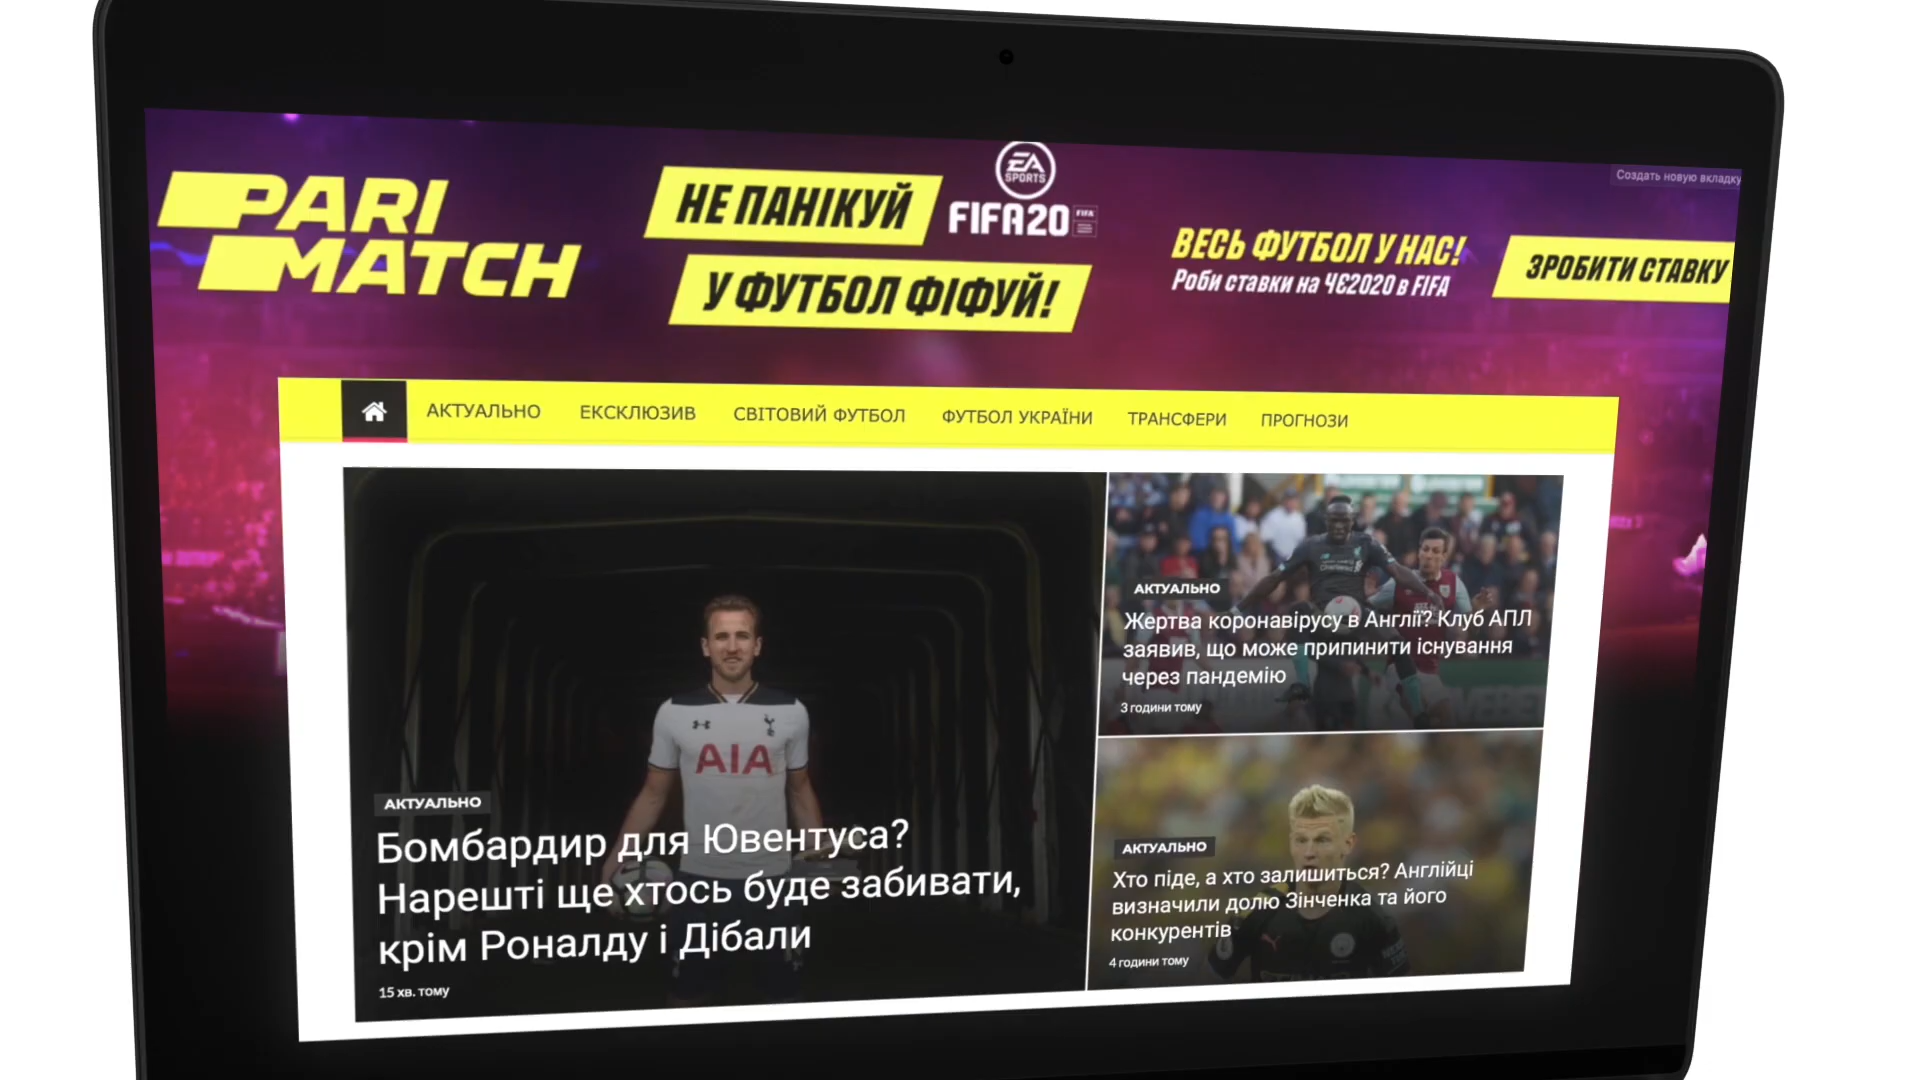 PARI
MATCH
НЕ ПАНІКУЙ
У ФУТБОЛ ФІФУЙ!
EA
SPORTS
FIFA20
FIFA
ВЕСЬ ФУТБОЛ У НАС!
Роби ставки на ЧЄ2020 в FIFA
ЗРОБИТИ СТАВКУ
Создать новую вкладку
АКТУАЛЬНО ЕКСКЛЮЗИВ СВІТОВИЙ ФУТБОЛ ФУТБОЛ УКРАЇНИ ТРАНСФЕРИ ПРОГНОЗИ
AIA
АКТУАЛЬНО
Бомбардир для Ювентуса?
Нарешті ще хтось буде забивати,
крім Роналду і Дібали
15 хв. тому
АКТУАЛЬНО
Жертва коронавірусу в Англії? Клуб АПЛ
заявив, що може припинити існування
через пандемію
3 години тому
АКТУАЛЬНО
Хто піде, а хто залишиться? Англійці
визначили долю Зінченка та його
конкурентів
4 години тому